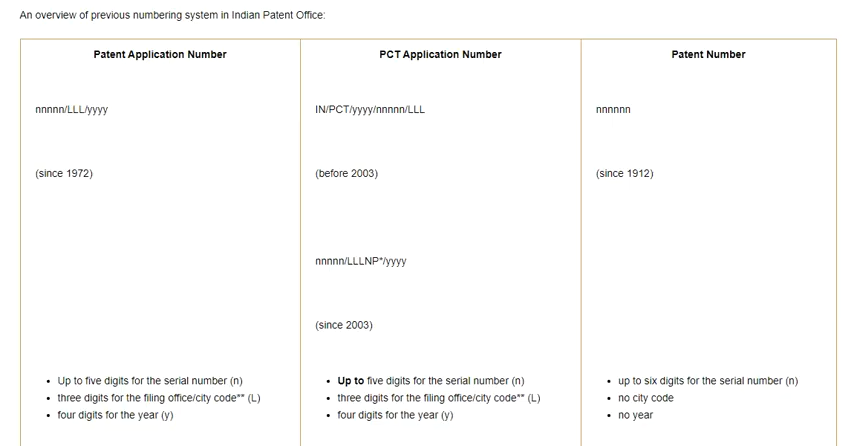 An overview of previous numbering system in Indian Patent Office:
Patent Application Number
PCT Application Number
Patent Number
nnnnn/LLL/yyyy
IN/PCT/yyyy/nnnnn/LLL
nnnnnn
(since 1972)
(before 2003)
(since 1912)
nnnnn/LLLNP*/yyyy
(since 2003)
• Up to five digits for the serial number (n)
• three digits for the filing office/city code** (L)
• four digits for the year (y)
• Up to five digits for the serial number (n)
• three digits for the filing office/city code** (L)
• four digits for the year (y)
• up to six digits for the serial number (n)
• no city code
• no year